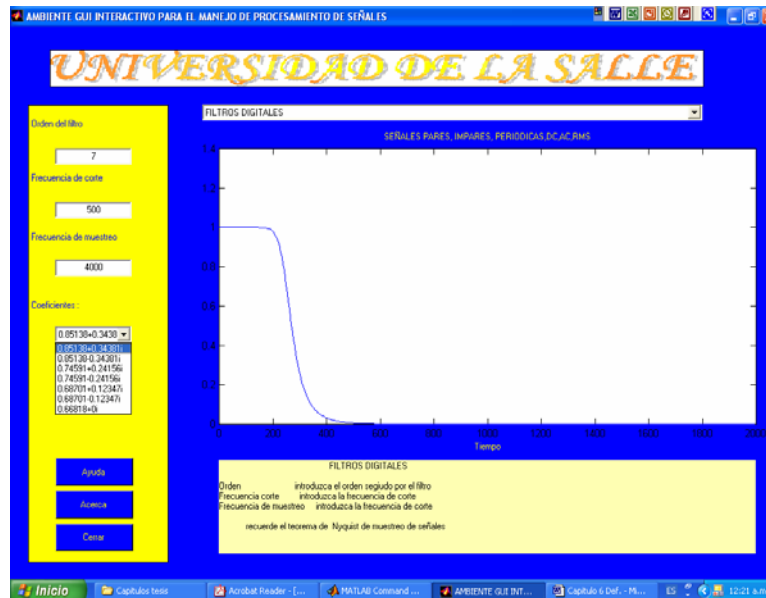 AMBIENTE GUI INTERACTIVO PARA EL MANEJO DE PROCESAMIENTO DE SEÑALES
UNIVERSIDAD DE LA SALLE
FILTROS DIGITALES
SEÑALES PARES, IMPARES, PERIODICAS,DC,AC,RMS
Orden del filtro
7
Frecuencia de corte
500
Frecuencia de muestreo
4000
Coeficientes :
0.85138+0.3438
0.85138+0.34381i
0.85138-0.34381i
0.74591+0.24156i
0.74591-0.24156i
0.68701+0.12347i
0.68701-0.12347i
0.66818+0i
1.4
1.2
1
0.8
0.6
0.4
0.2
0
0 200 400 600 800 1000 1200 1400 1600 1800 2000
Tiempo
Ayuda
Acerca
Cerrar
FILTROS DIGITALES
Orden introduzca el orden segiudo por el filtro
Frecuencia corte introduzca la frecuencia de corte
Frecuencia de muestreo introduzca la frecuencia de corte
recuerde el teorema de Nyquist de muestreo de señales
Inicio Capitulos tesis Acrobat Reader - [... MATLAB Command ... AMBIENTE GUI INT... Capitulo 6 Def. - Mi... ES 12:21 a.m